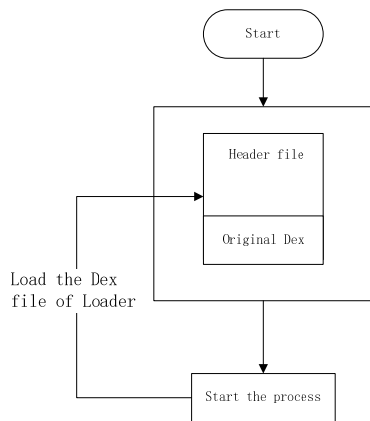 Start
Header file
Original Dex
Load the Dex
file of Loader
Start the process